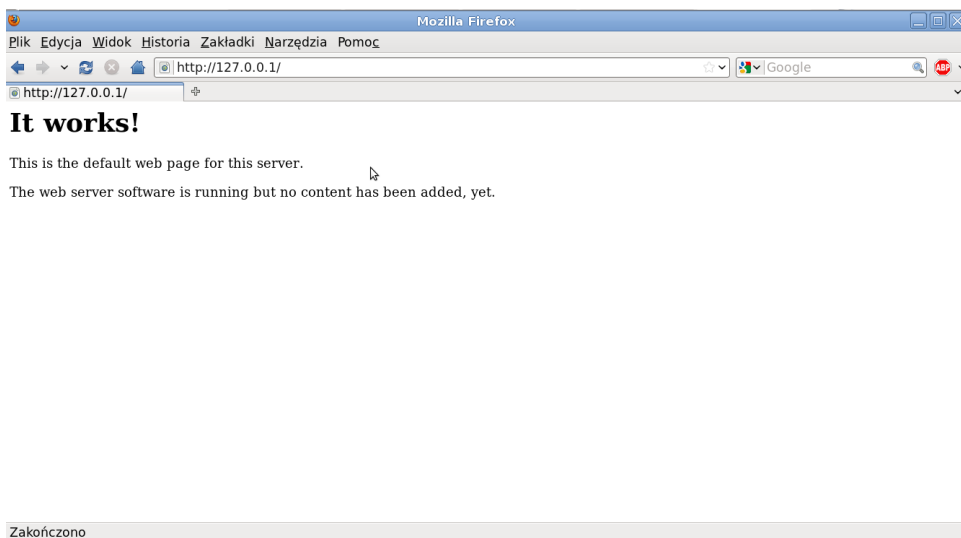 Mozilla Firefox
Plik Edycja Widok Historia Zakładki Narzędzia Pomoc
http://127.0.0.1/ Google ABP
http://127.0.0.1/
It works!
This is the default web page for this server.
The web server software is running but no content has been added, yet.
Zakończono